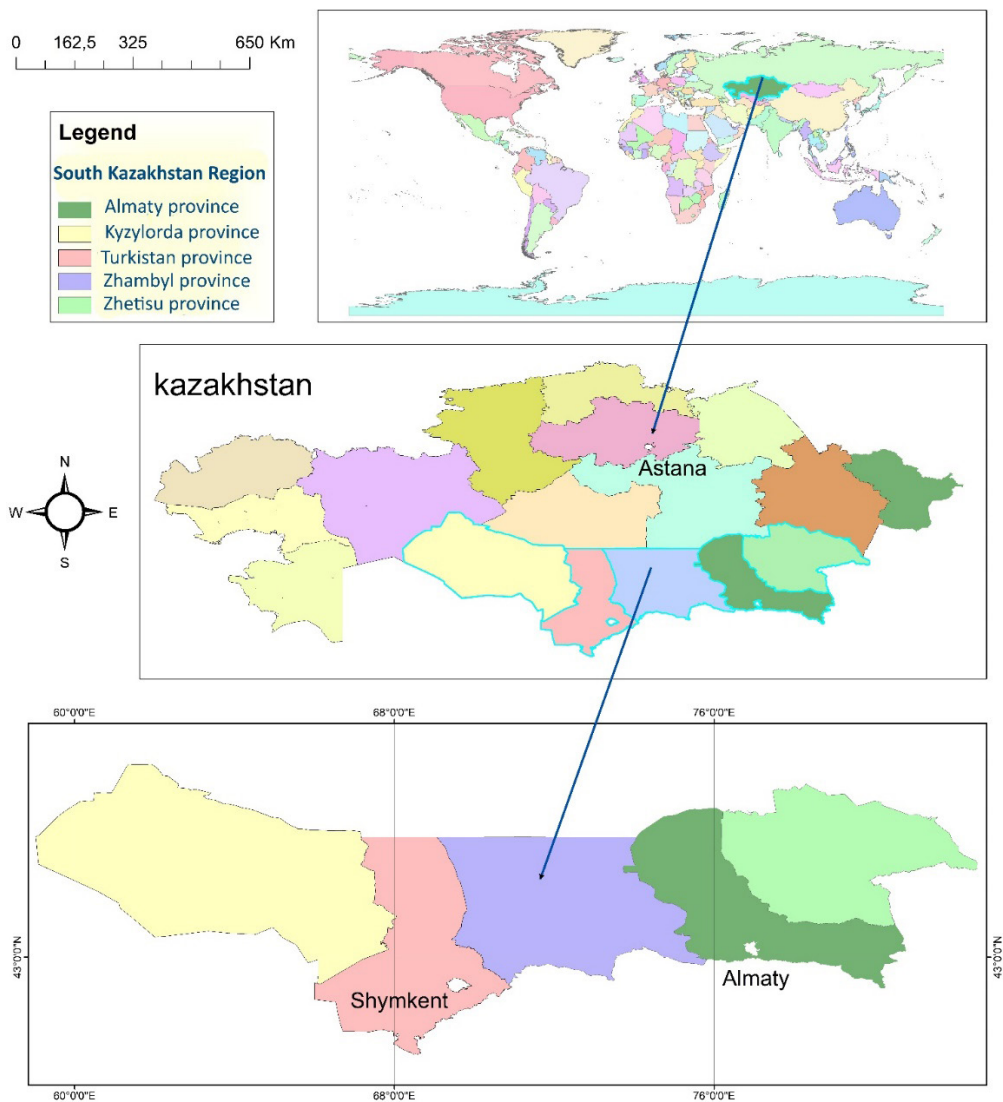 0 162,5 325 650 Km
Legend
South Kazakhstan Region
Almaty province
Kyzylorda province
Turkistan province
Zhambyl province
Zhetisu province
kazakhstan
Astana
N
W E
S
60°0'0"E 68°0'0"E 76°0'0"E
43°0'0"N 43°0'0"N
Almaty
Shymkent
60°0'0"E 68°0'0"E 76°0'0"E